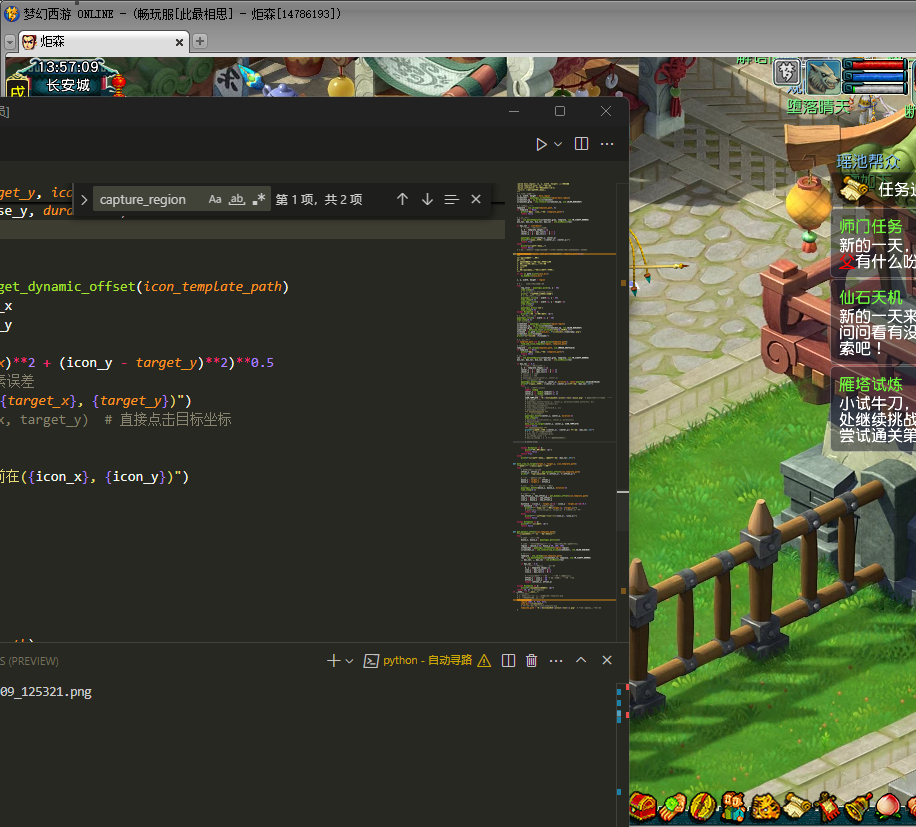 梦幻西游 ONLINE - (畅玩服[此最相思] - 炬森[14786193])
炬森
13:57:09
长安城
戌
员]
堕落晴天
瑶池帮众
任务追
get_y, ico
capture_region
Aa ab .*
第 1 项，共 2 项
se_y, dura
get_dynamic_offset(icon_template_path)
_x
_y
x)**2 + (icon_y - target_y)**2)**0.5
素误差
{target_x}, {target_y})")
x, target_y)  # 直接点击目标坐标
前在({icon_x}, {icon_y})")
师门任务
新的一天，
有什么吩
仙石天机
新的一天来
问问看有没
索吧！
雁塔试炼
小试牛刀，
处继续挑战
尝试通关第
S (PREVIEW)
python - 自动寻路
09_125321.png